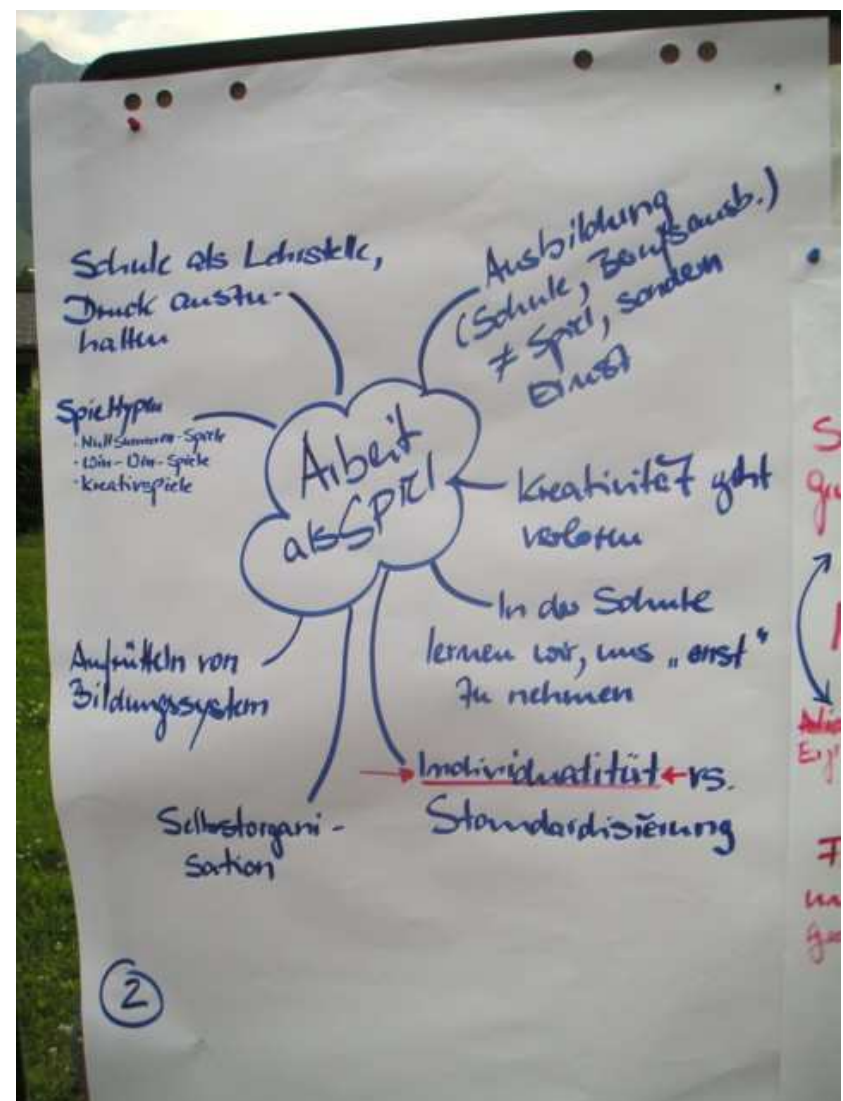 Schule als Lehrstelle,
Druck auszu-
halten
Ausbildung
(Schule, Berufsausb.)
≠ Spiel, sondern
Ernst
Spieltypen
· Nullsummen-Spiele
· Win-Win-Spiele
· Kreativspiele
Arbeit
als SPIEL
Kreativität geht
verloren
In der Schule
lernen wir, uns „ernst"
zu nehmen
Aufrütteln von
Bildungssystem
→ Individualität ← vs.
Standardisierung
Selbstorgani-
sation
2